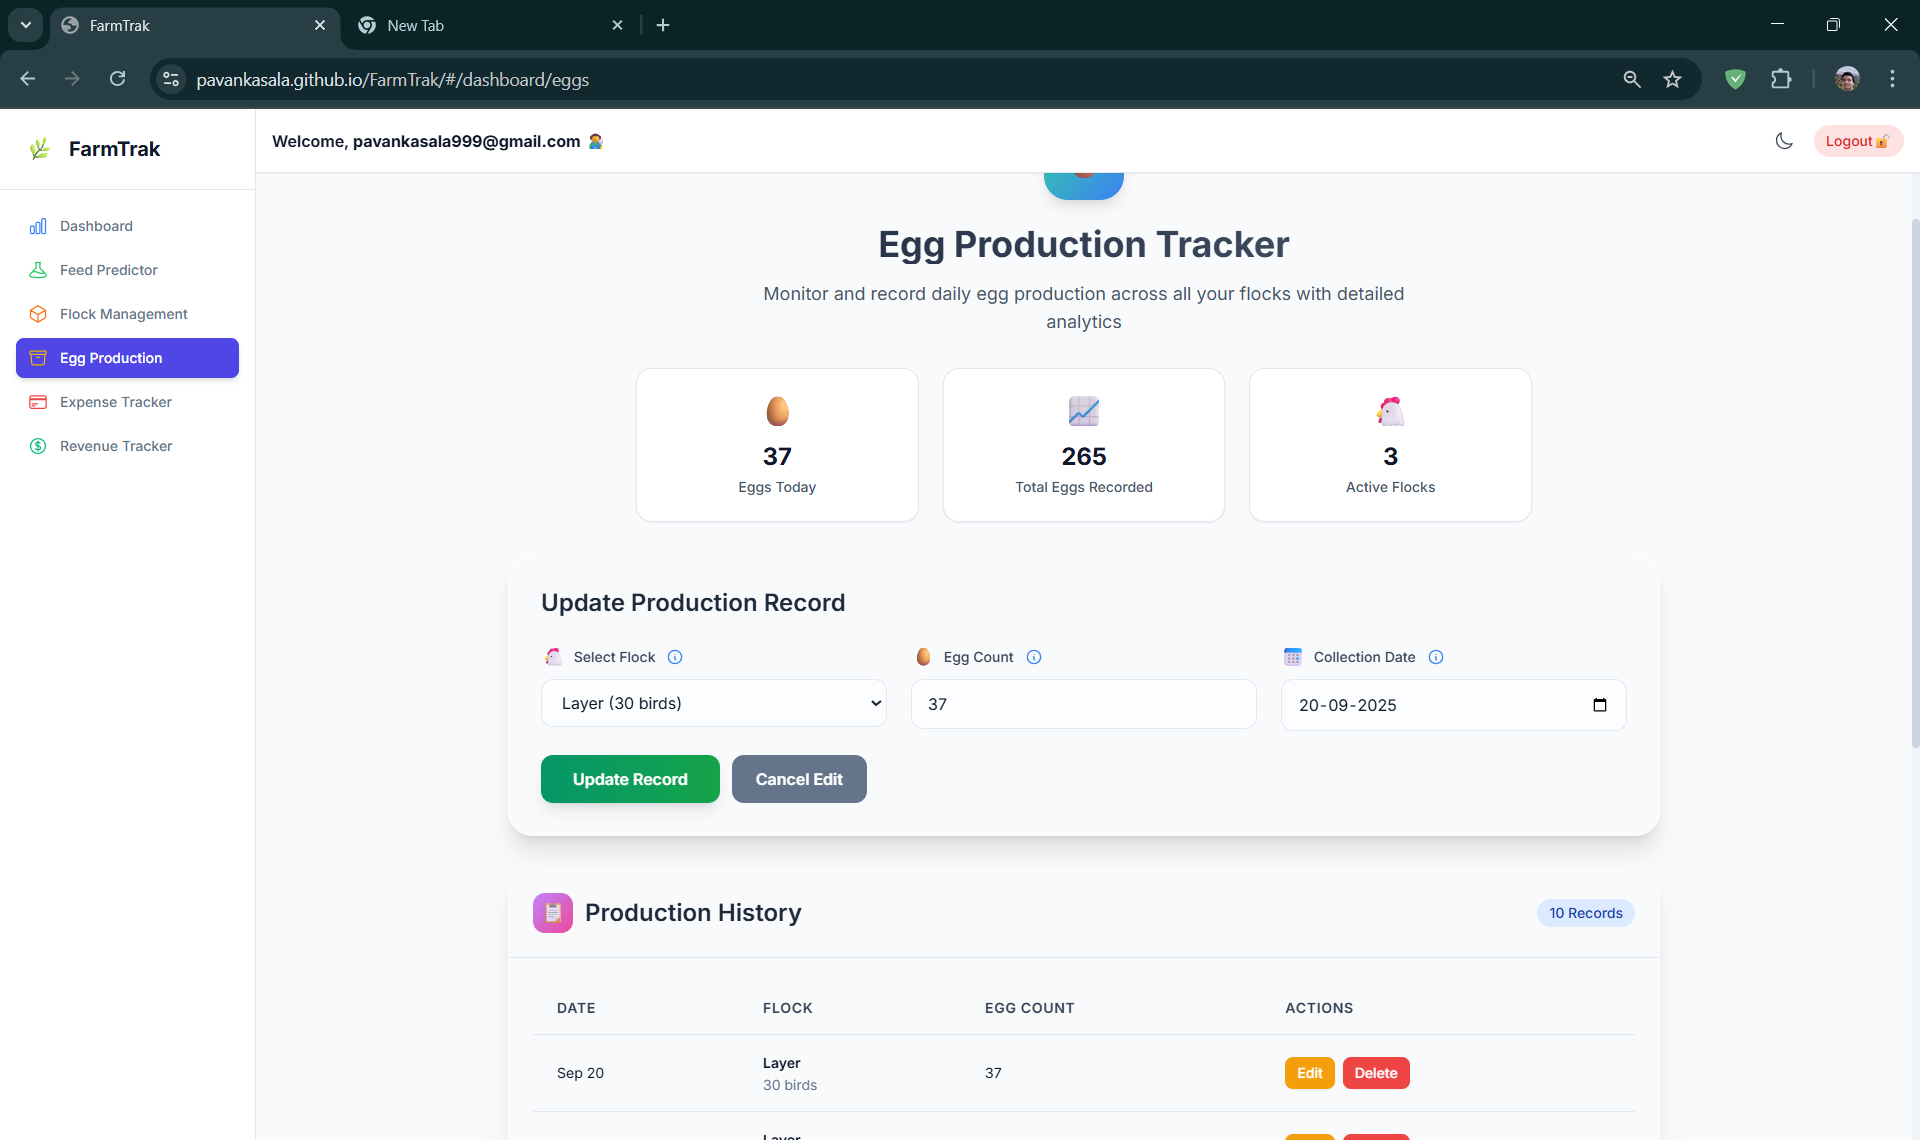 FarmTrak
New Tab
pavankasala.github.io/FarmTrak/#/dashboard/eggs
FarmTrak
Welcome, pavankasala999@gmail.com
Logout
Dashboard
Feed Predictor
Flock Management
Egg Production
Expense Tracker
Revenue Tracker
Egg Production Tracker
Monitor and record daily egg production across all your flocks with detailed
analytics
37
Eggs Today
265
Total Eggs Recorded
3
Active Flocks
Update Production Record
Select Flock
Egg Count
Collection Date
Layer (30 birds)
37
20-09-2025
Update Record
Cancel Edit
Production History
10 Records
DATE FLOCK EGG COUNT ACTIONS
Sep 20
Layer
30 birds
37
Edit
Delete
Layer